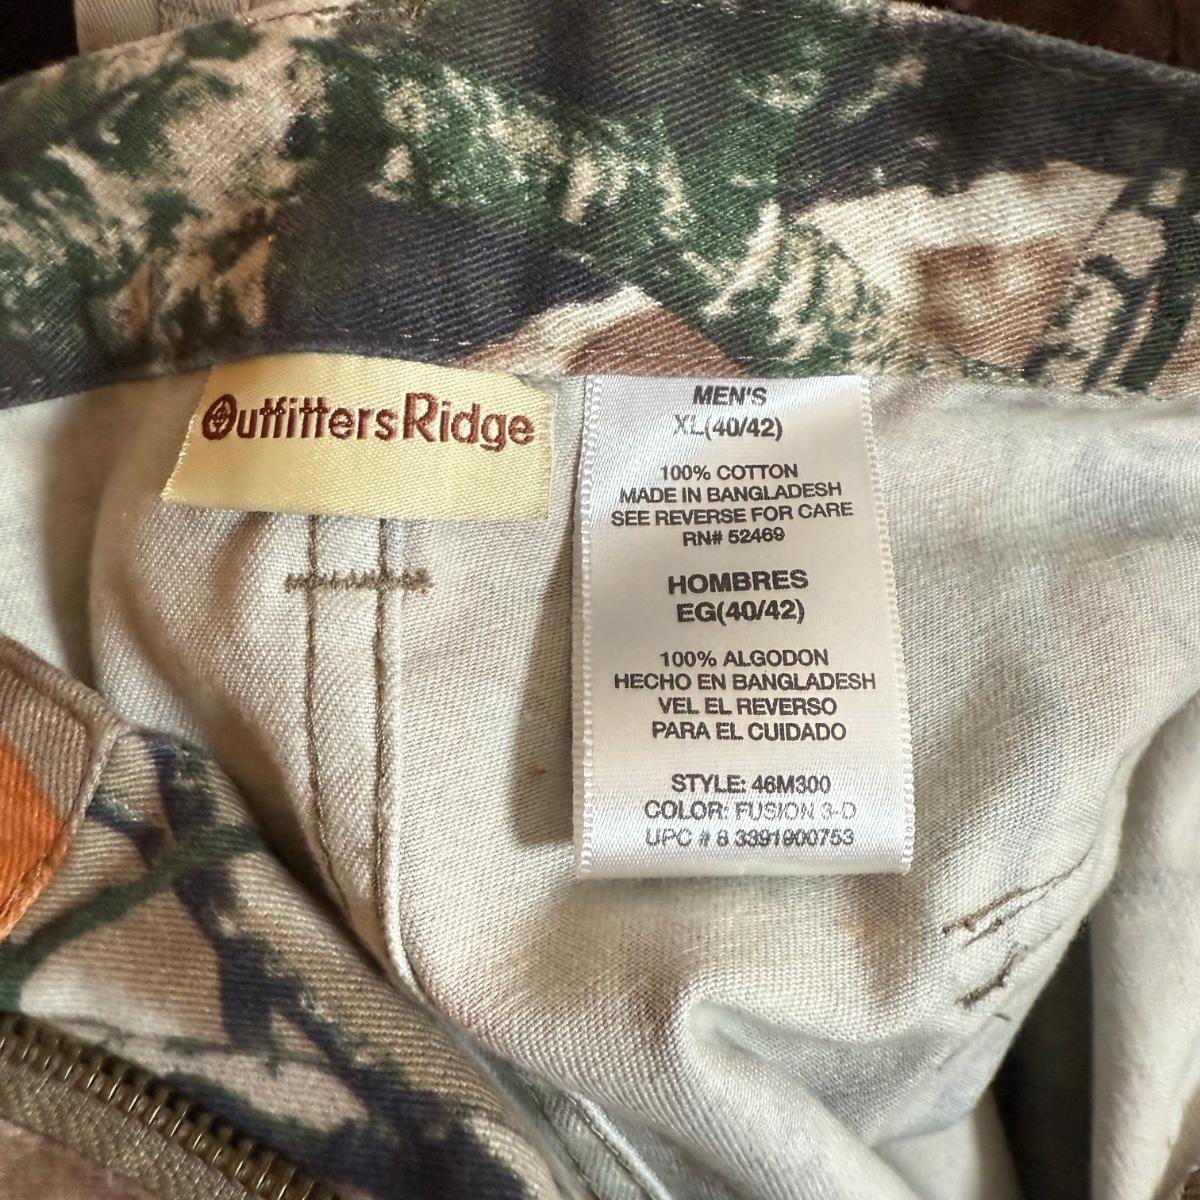 OutfittersRidge
MEN'S
XL(40/42)
100% COTTON
MADE IN BANGLADESH
SEE REVERSE FOR CARE
RN# 52469
HOMBRES
EG(40/42)
100% ALGODON
HECHO EN BANGLADESH
VEL EL REVERSO
PARA EL CUIDADO
STYLE: 46M300
COLOR: FUSION 3-D
UPC # 8 3391900753